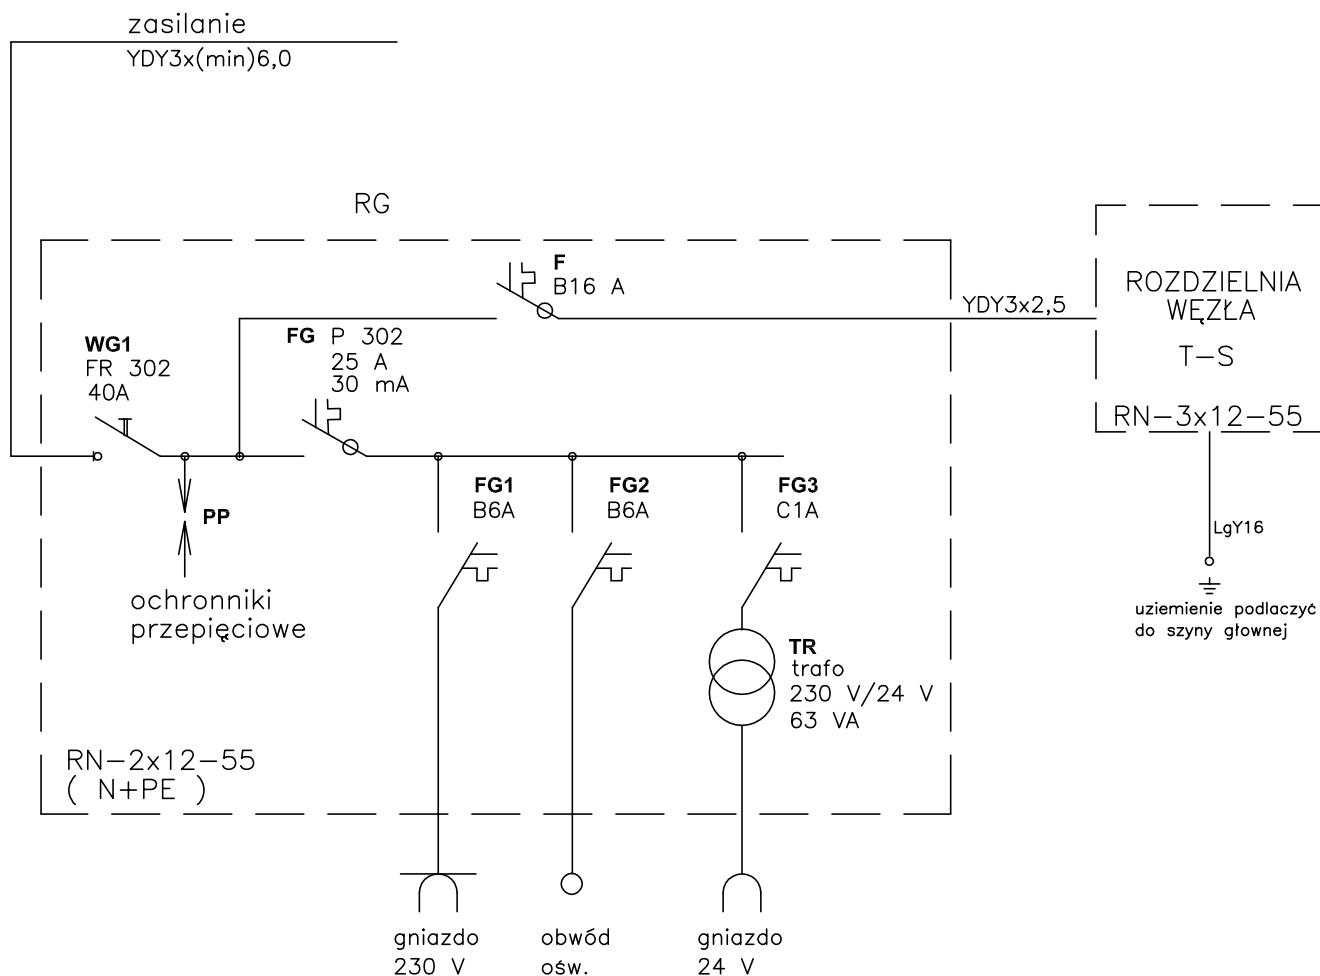 zasilanie
YDY3x(min)6,0
RG
F
B16 A
YDY3x2,5
ROZDZIELNIA
WĘZŁA
T-S
RN-3x12-55
WG1
FR 302
40A
FG P 302
25 A
30 mA
FG1
B6A
FG2
B6A
FG3
C1A
PP
ochronniki
przepięciowe
LgY16
uziemienie podlaczyć
do szyny głownej
TR
trafo
230 V/24 V
63 VA
RN-2x12-55
( N+PE )
gniazdo
230 V
obwód
ośw.
gniazdo
24 V